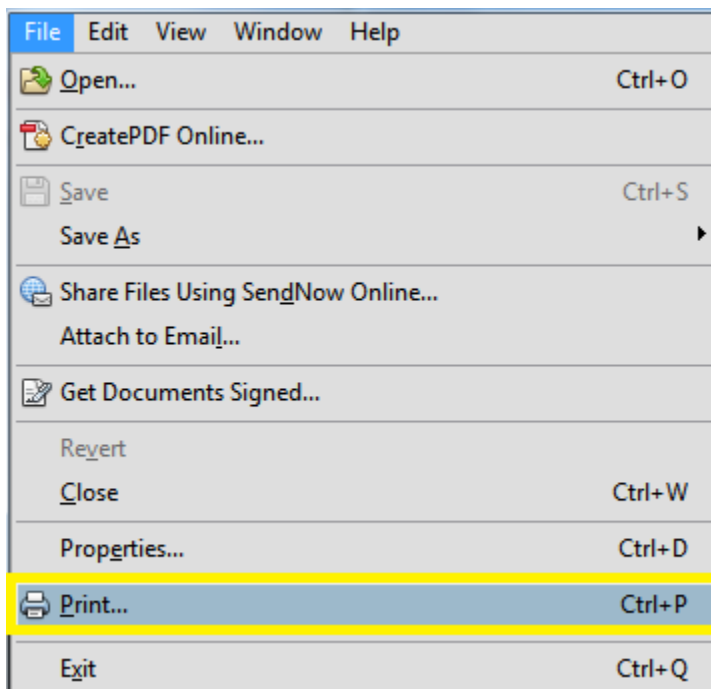 File Edit View Window Help
Open... Ctrl+O
CreatePDF Online...
Save Ctrl+S
Save As
Share Files Using SendNow Online...
Attach to Email...
Get Documents Signed...
Revert
Close Ctrl+W
Properties... Ctrl+D
Print... Ctrl+P
Exit Ctrl+Q